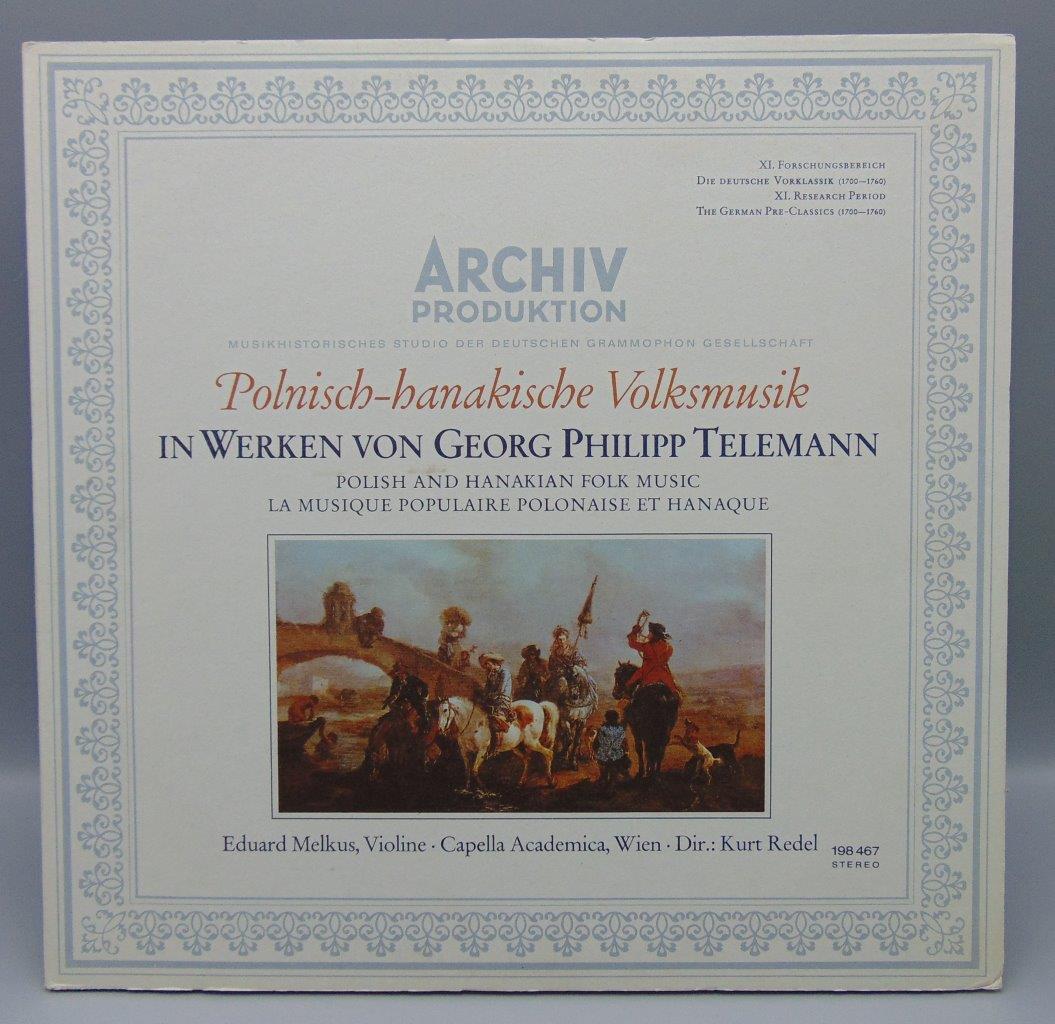 XI. Forschungsbereich
Die deutsche Vorklassik (1700—1760)
XI. Research Period
The German Pre-Classics (1700—1760)
ARCHIV
PRODUKTION
MUSIKHISTORISCHES STUDIO DER DEUTSCHEN GRAMMOPHON GESELLSCHAFT
Polnisch-hanakische Volksmusik
IN WERKEN VON GEORG PHILIPP TELEMANN
POLISH AND HANAKIAN FOLK MUSIC
LA MUSIQUE POPULAIRE POLONAISE ET HANAQUE
Eduard Melkus, Violine · Capella Academica, Wien · Dir.: Kurt Redel
198 467
STEREO